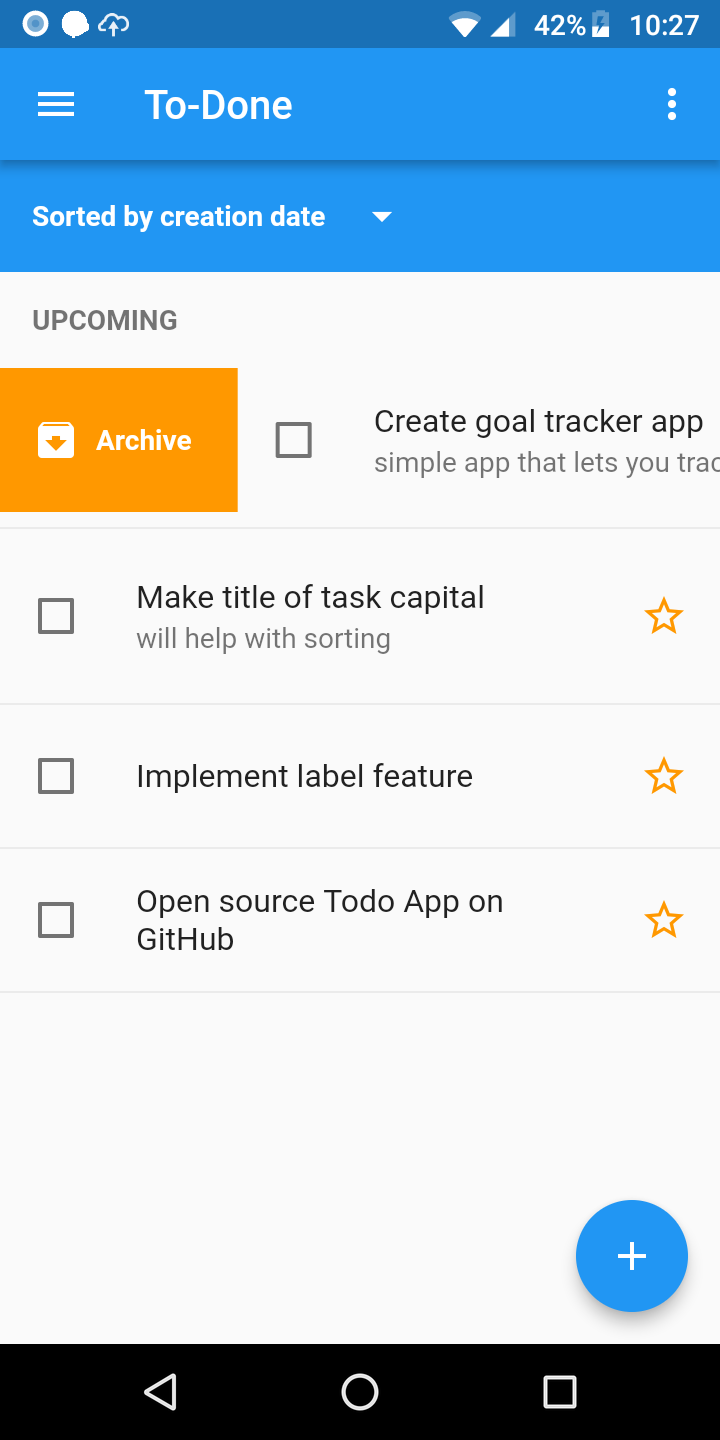 42% 10:27
To-Done
Sorted by creation date
UPCOMING
Archive
Create goal tracker app
simple app that lets you trac
Make title of task capital
will help with sorting
Implement label feature
Open source Todo App on
GitHub